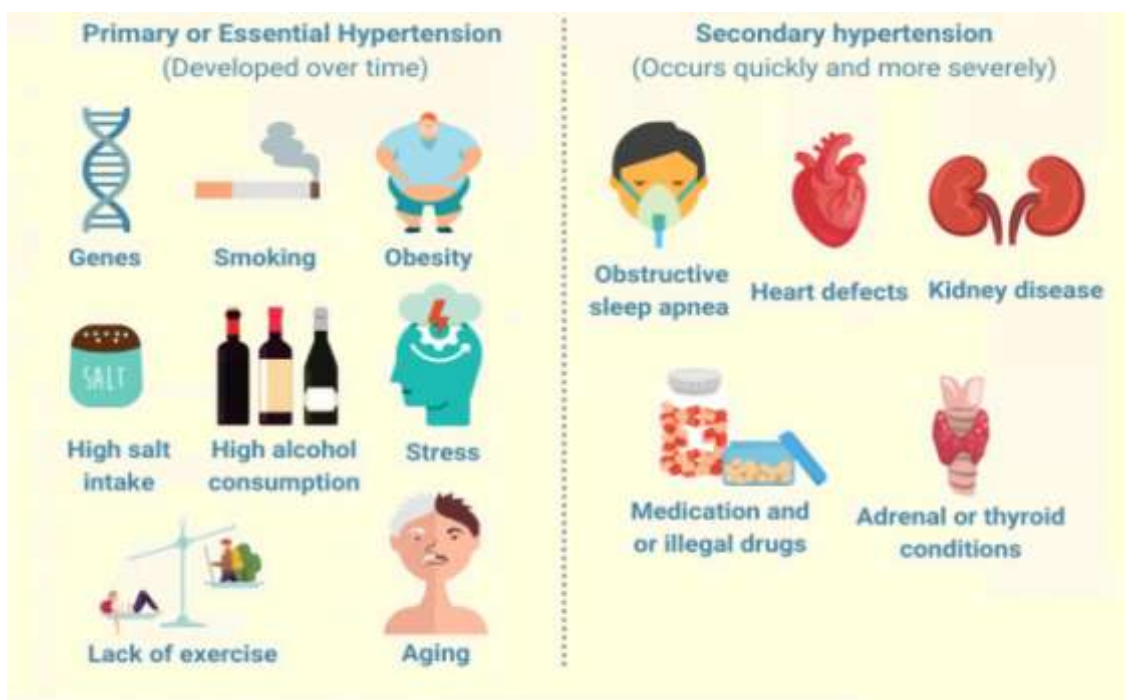 Primary or Essential Hypertension
(Developed over time)
Genes
Smoking
Obesity
SALT
High salt
intake
High alcohol
consumption
Stress
Lack of exercise
Aging
Secondary hypertension
(Occurs quickly and more severely)
Obstructive
sleep apnea
Heart defects
Kidney disease
Medication and
or illegal drugs
Adrenal or thyroid
conditions